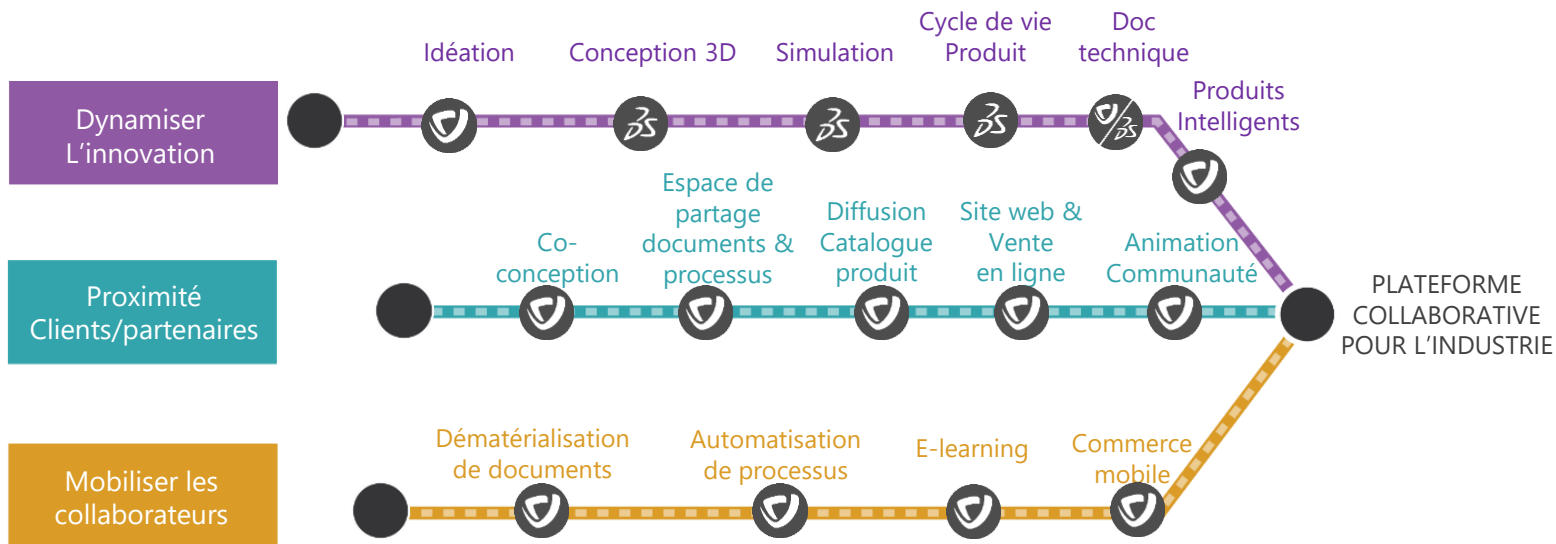 Dynamiser
L'innovation
Idéation
Conception 3D
Simulation
Cycle de vie
Produit
Doc
technique
Produits
Intelligents
Proximité
Clients/partenaires
Co-
conception
Espace de
partage
documents &
processus
Diffusion
Catalogue
produit
Site web &
Vente
en ligne
Animation
Communauté
PLATEFORME
COLLABORATIVE
POUR L'INDUSTRIE
Mobiliser les
collaborateurs
Dématérialisation
de documents
Automatisation
de processus
E-learning
Commerce
mobile